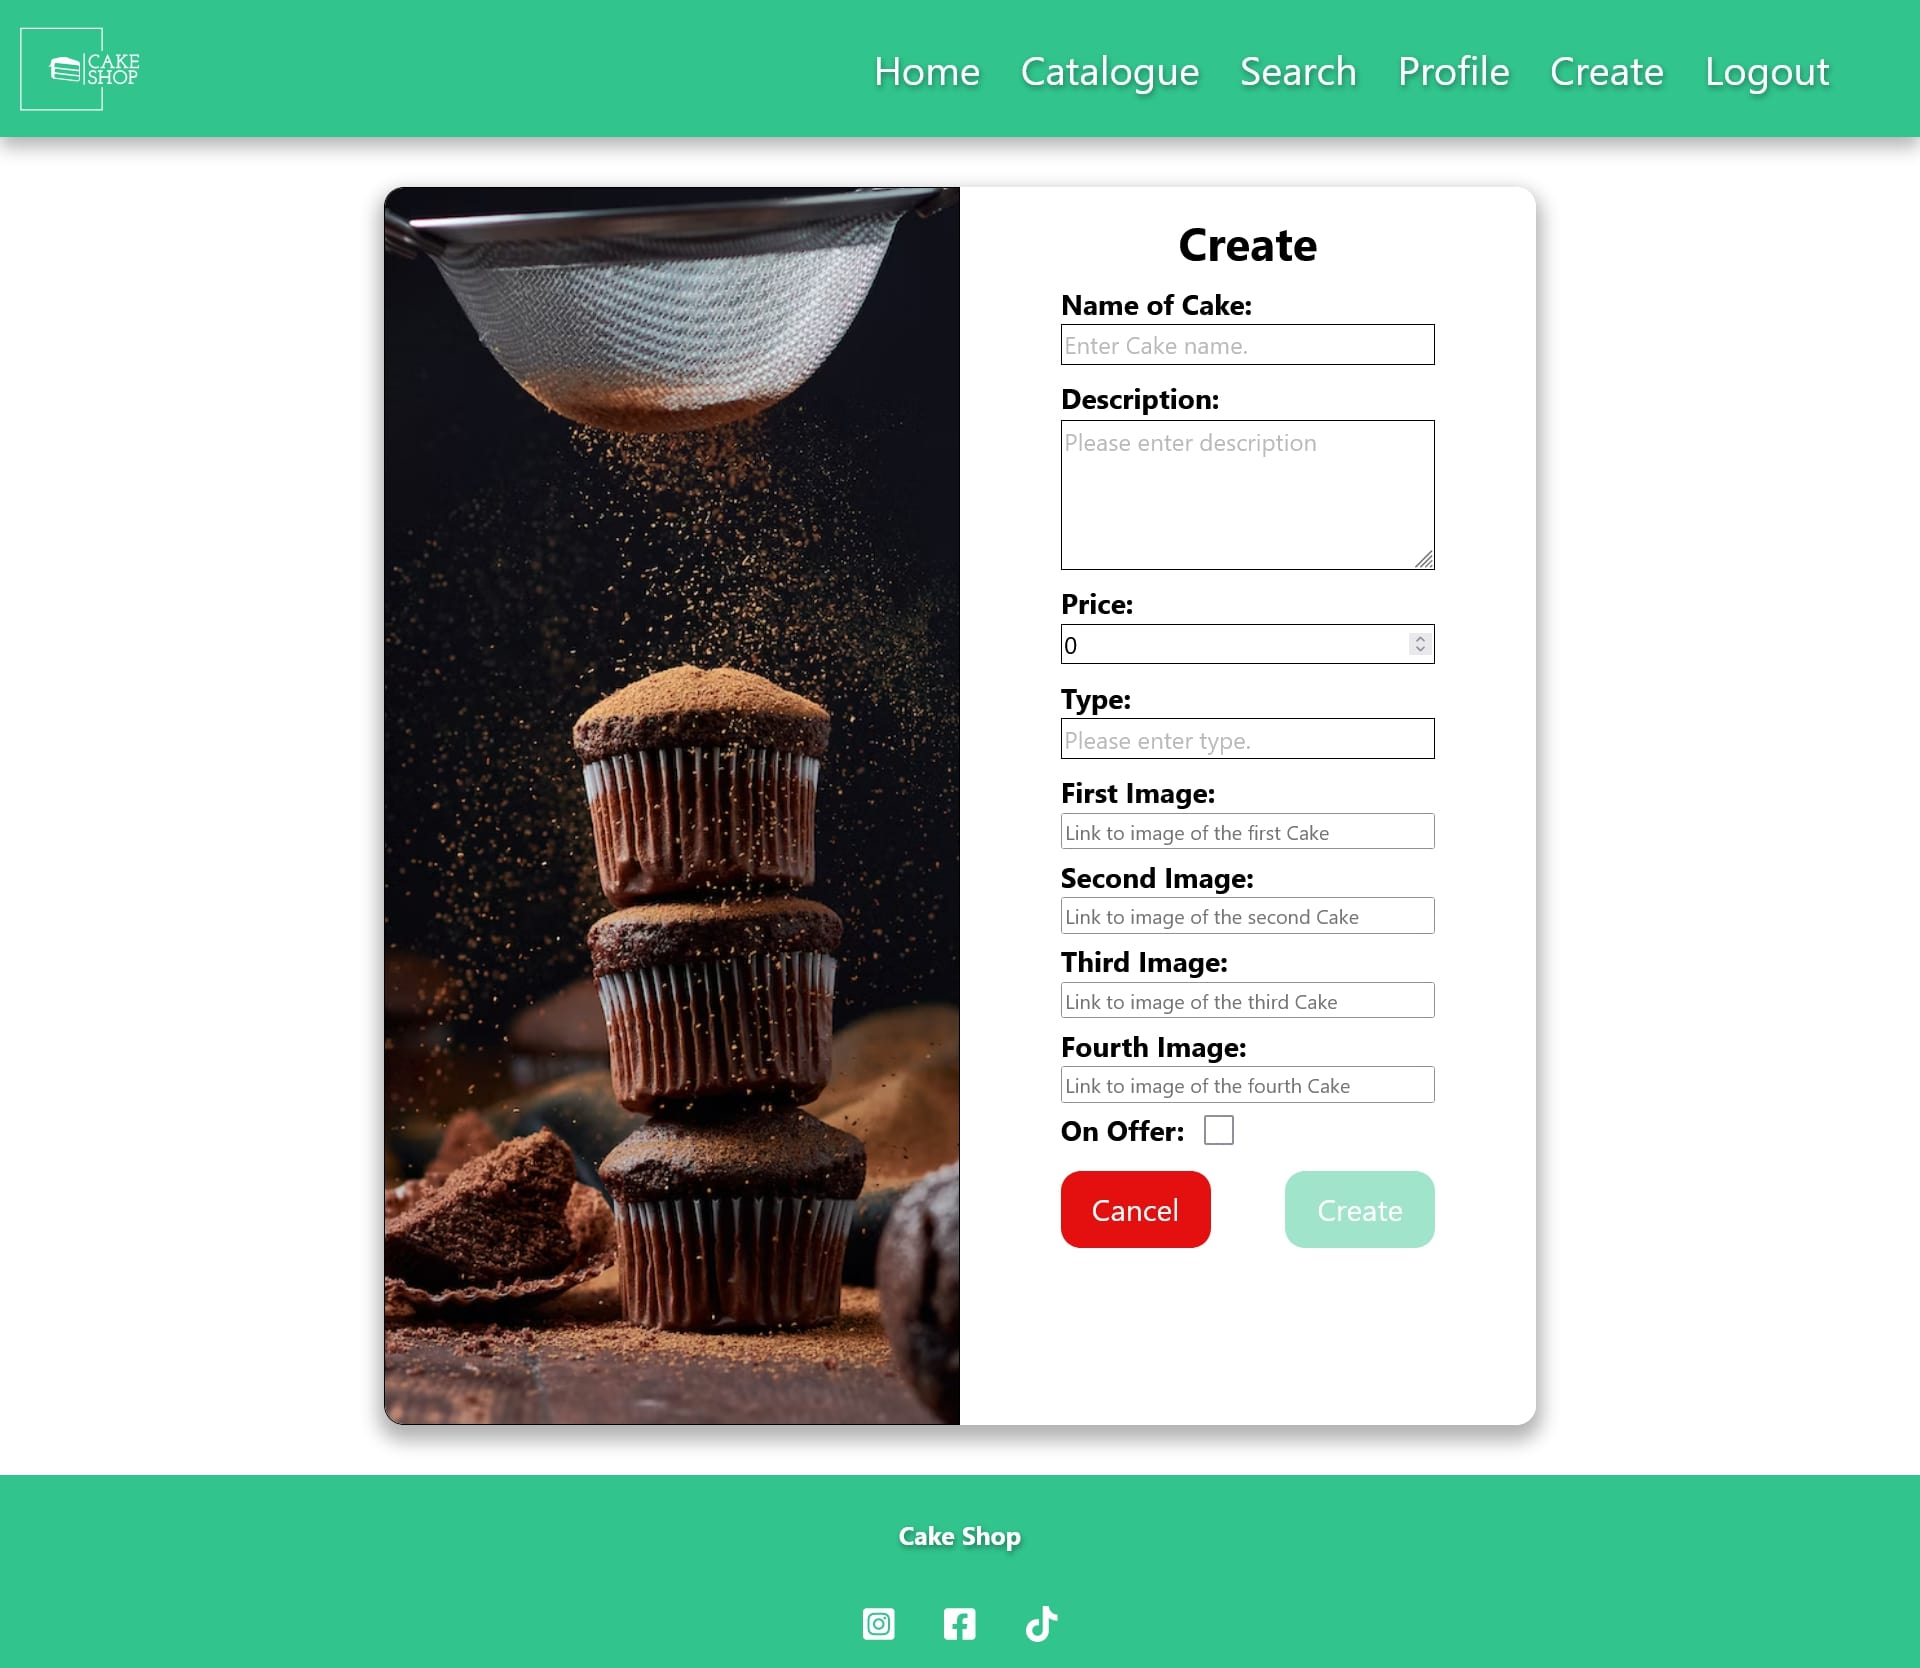 CAKE
SHOP
Home Catalogue Search Profile Create Logout
Create
Name of Cake:
Enter Cake name.
Description:
Please enter description
Price:
0
Type:
Please enter type.
First Image:
Link to image of the first Cake
Second Image:
Link to image of the second Cake
Third Image:
Link to image of the third Cake
Fourth Image:
Link to image of the fourth Cake
On Offer:
Cancel Create
Cake Shop